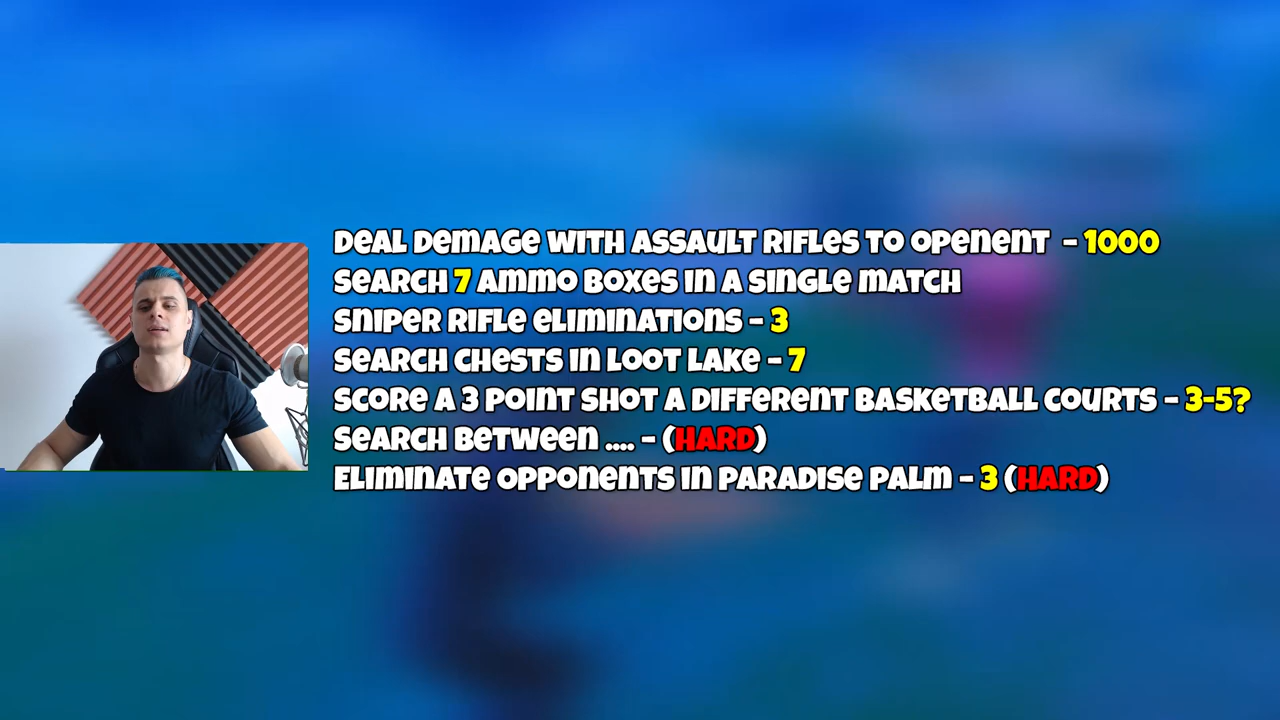 Deal Demage with Assault Rifles to Openent - 1000
Search 7 Ammo Boxes in a single match
Sniper Rifle Eliminations - 3
Search Chests in Loot Lake - 7
Score a 3 Point Shot a Different Basketball Courts - 3-5?
Search Between .... - (HARD)
Eliminate opponents in Paradise Palm - 3 (HARD)